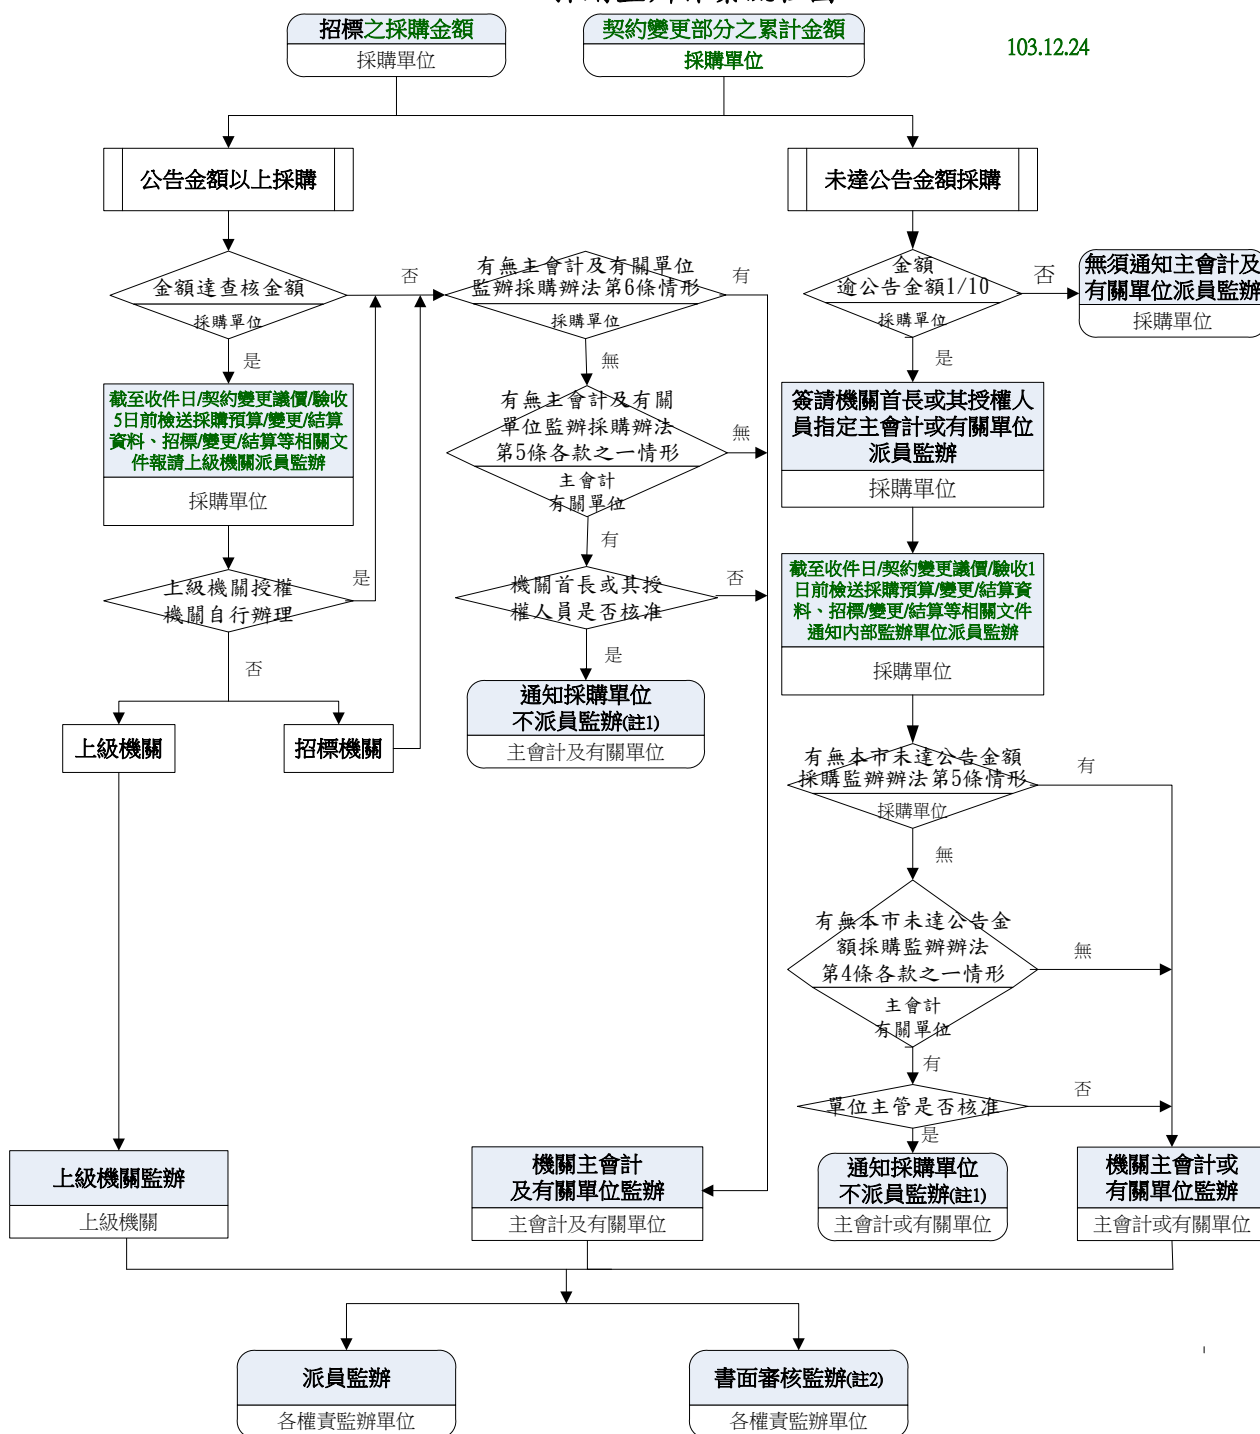 招標之採購金額
採購單位
契約變更部分之累計金額
採購單位
103.12.24
公告金額以上採購
未達公告金額採購
金額達查核金額
採購單位
否
是
有無主會計及有關單位
監辦採購辦法第6條情形
採購單位
有
無
金額
逾公告金額1/10
採購單位
否
是
無須通知主會計及
有關單位派員監辦
採購單位
截至收件日/契約變更議價/驗收
5日前檢送採購預算/變更/結算
資料、招標/變更/結算等相關文
件報請上級機關派員監辦
採購單位
有無主會計及有關
單位監辦採購辦法
第5條各款之一情形
主會計
有關單位
無
有
簽請機關首長或其授權人
員指定主會計或有關單位
派員監辦
採購單位
上級機關授權
機關自行辦理
是
否
機關首長或其授
權人員是否核准
否
是
截至收件日/契約變更議價/驗收1
日前檢送採購預算/變更/結算資
料、招標/變更/結算等相關文件
通知內部監辦單位派員監辦
採購單位
上級機關
招標機關
通知採購單位
不派員監辦(註1)
主會計及有關單位
有無本市未達公告金額
採購監辦辦法第5條情形
採購單位
有
無
有無本市未達公告金
額採購監辦辦法
第4條各款之一情形
主會計
有關單位
無
有
單位主管是否核准
否
是
上級機關監辦
上級機關
機關主會計
及有關單位監辦
主會計及有關單位
通知採購單位
不派員監辦(註1)
主會計或有關單位
機關主會計或
有關單位監辦
主會計或有關單位
派員監辦
各權責監辦單位
書面審核監辦(註2)
各權責監辦單位